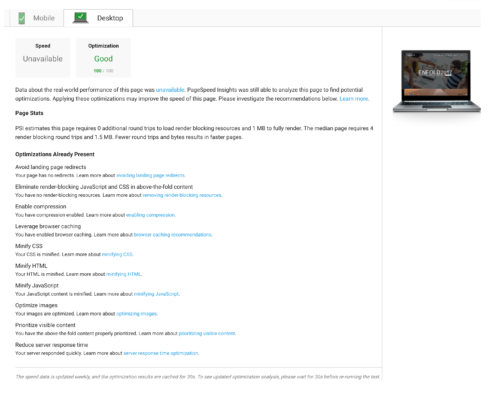 Mobile
Desktop
Speed
Unavailable
Optimization
Good
100 / 100
Data about the real-world performance of this page was unavailable. PageSpeed Insights was still able to analyze this page to find potential
optimizations. Applying these optimizations may improve the speed of this page. Please investigate the recommendations below. Learn more.
Page Stats
PSI estimates this page requires 0 additional round trips to load render blocking resources and 1 MB to fully render. The median page requires 4
render blocking round trips and 1.5 MB. Fewer round trips and bytes results in faster pages.
Optimizations Already Present
Avoid landing page redirects
Your page has no redirects. Learn more about avoiding landing page redirects.
Eliminate render-blocking JavaScript and CSS in above-the-fold content
You have no render-blocking resources. Learn more about removing render-blocking resources.
Enable compression
You have compression enabled. Learn more about enabling compression.
Leverage browser caching
You have enabled browser caching. Learn more about browser caching recommendations.
Minify CSS
Your CSS is minified. Learn more about minifying CSS.
Minify HTML
Your HTML is minified. Learn more about minifying HTML.
Minify JavaScript
Your JavaScript content is minified. Learn more about minifying JavaScript.
Optimize images
Your images are optimized. Learn more about optimizing images.
Prioritize visible content
You have the above-the-fold content properly prioritized. Learn more about prioritizing visible content.
Reduce server response time
Your server responded quickly. Learn more about server response time optimization.
The speed data is updated weekly, and the optimization results are cached for 30s. To see updated optimization analysis, please wait for 30s before re-running the test.
ENFOLD